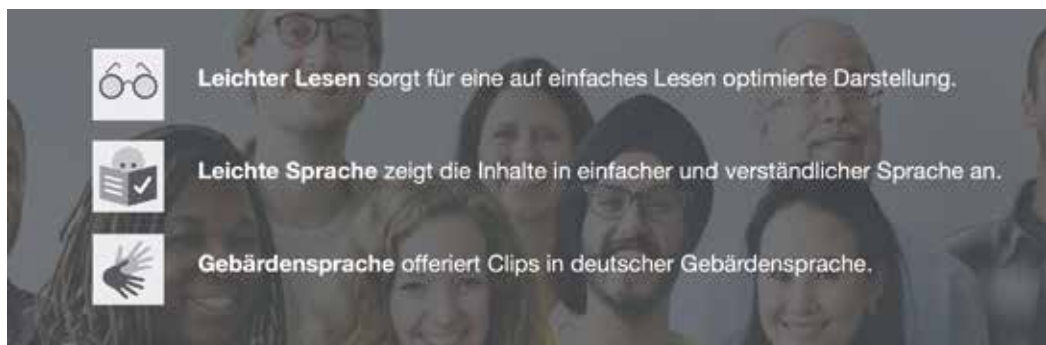 Leichter Lesen sorgt für eine auf einfaches Lesen optimierte Darstellung.
Leichte Sprache zeigt die Inhalte in einfacher und verständlicher Sprache an.
Gebärdensprache offeriert Clips in deutscher Gebärdensprache.